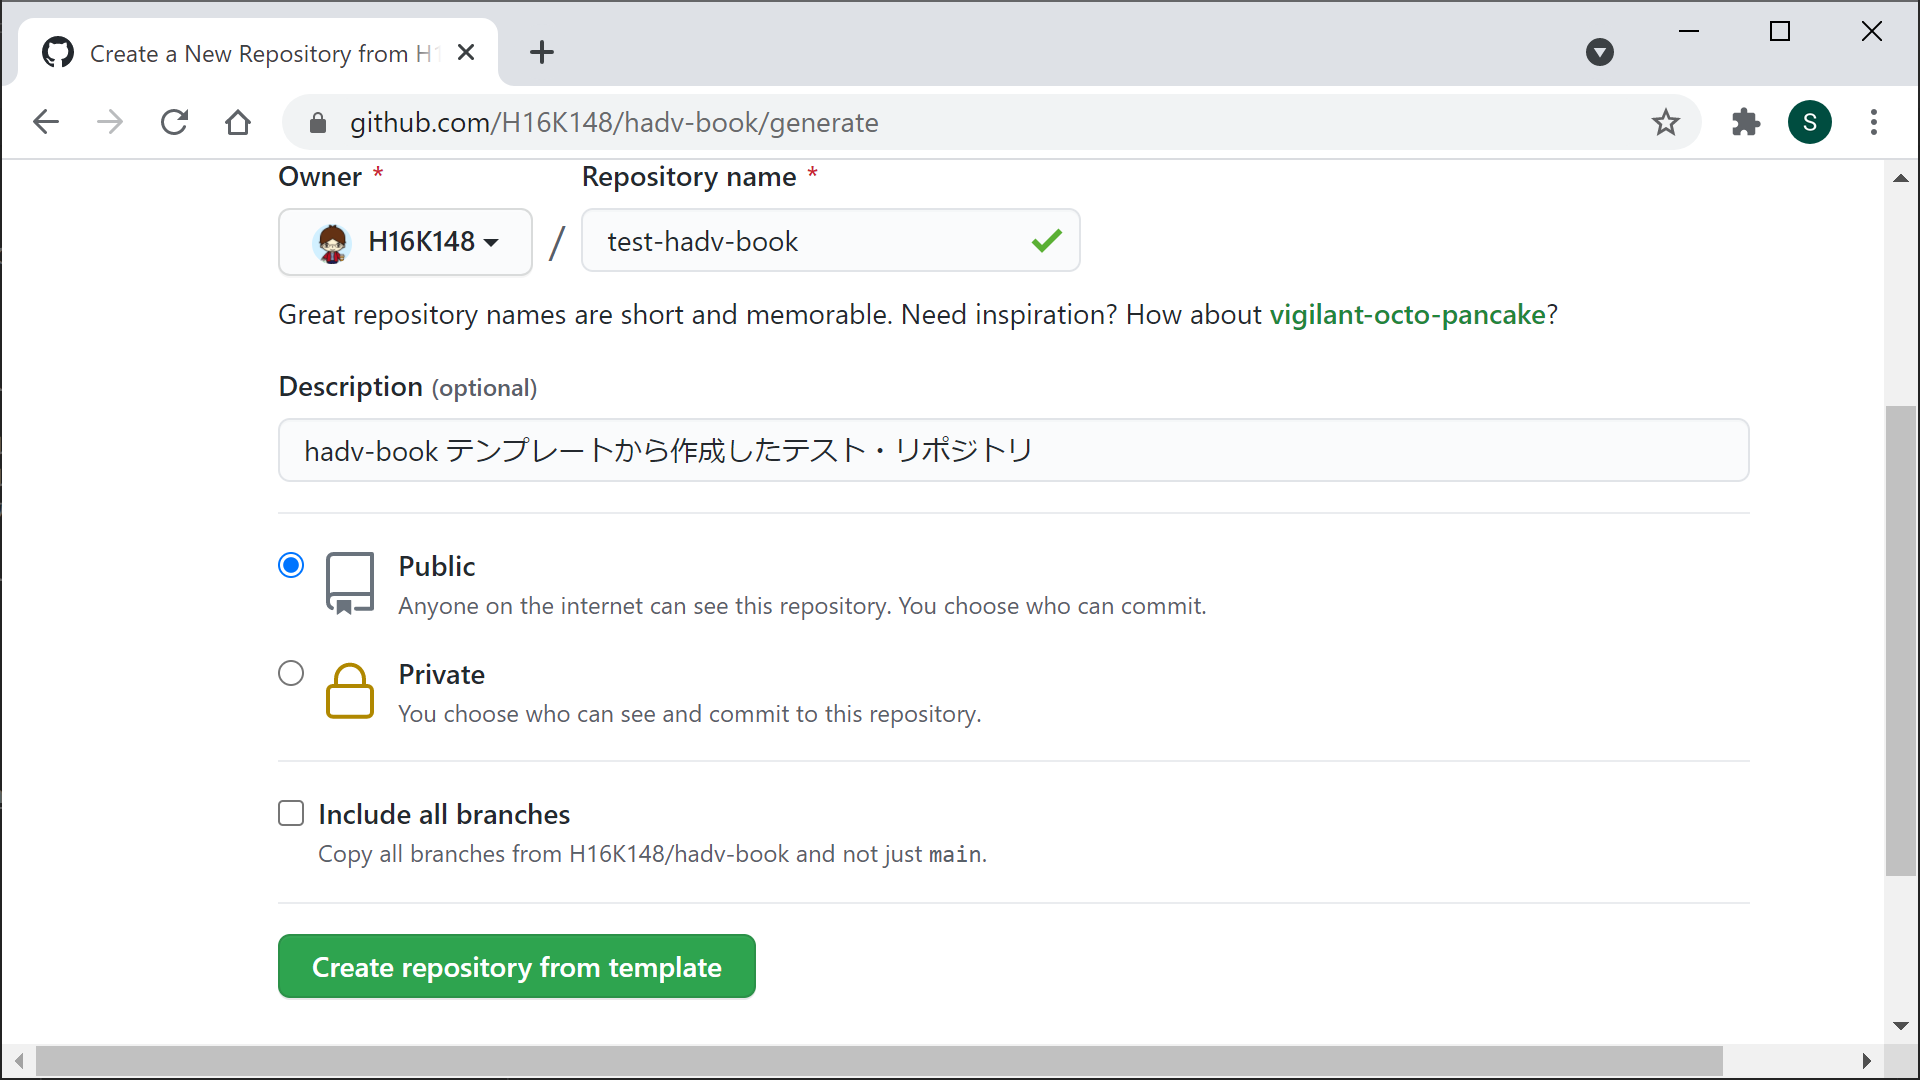 Create a New Repository from H1
github.com/H16K148/hadv-book/generate
S
Owner * Repository name *
H16K148 / test-hadv-book
Great repository names are short and memorable. Need inspiration? How about vigilant-octo-pancake?
Description (optional)
hadv-book テンプレートから作成したテスト・リポジトリ
Public
Anyone on the internet can see this repository. You choose who can commit.
Private
You choose who can see and commit to this repository.
Include all branches
Copy all branches from H16K148/hadv-book and not just main.
Create repository from template